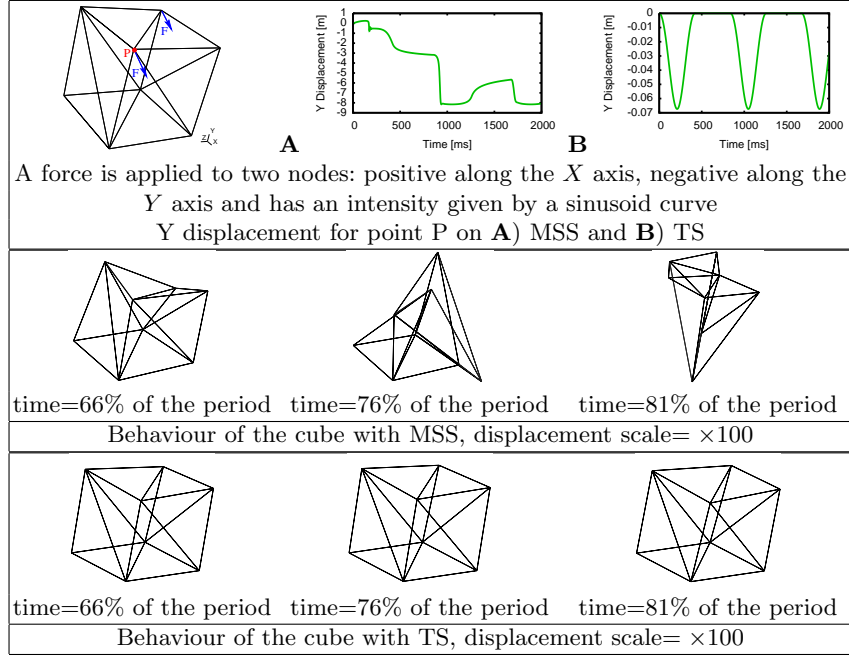 F
P
F
Y
Z
X
A
Y Displacement [m]
1
0
-1
-2
-3
-4
-5
-6
-7
-8
-9
0 500 1000 1500 2000
Time [ms]
B
Y Displacement [m]
0
-0.01
-0.02
-0.03
-0.04
-0.05
-0.06
-0.07
0 500 1000 1500 2000
Time [ms]
A force is applied to two nodes: positive along the X axis, negative along the
Y axis and has an intensity given by a sinusoid curve
Y displacement for point P on A) MSS and B) TS
time=66% of the period time=76% of the period time=81% of the period
Behaviour of the cube with MSS, displacement scale= ×100
time=66% of the period time=76% of the period time=81% of the period
Behaviour of the cube with TS, displacement scale= ×100